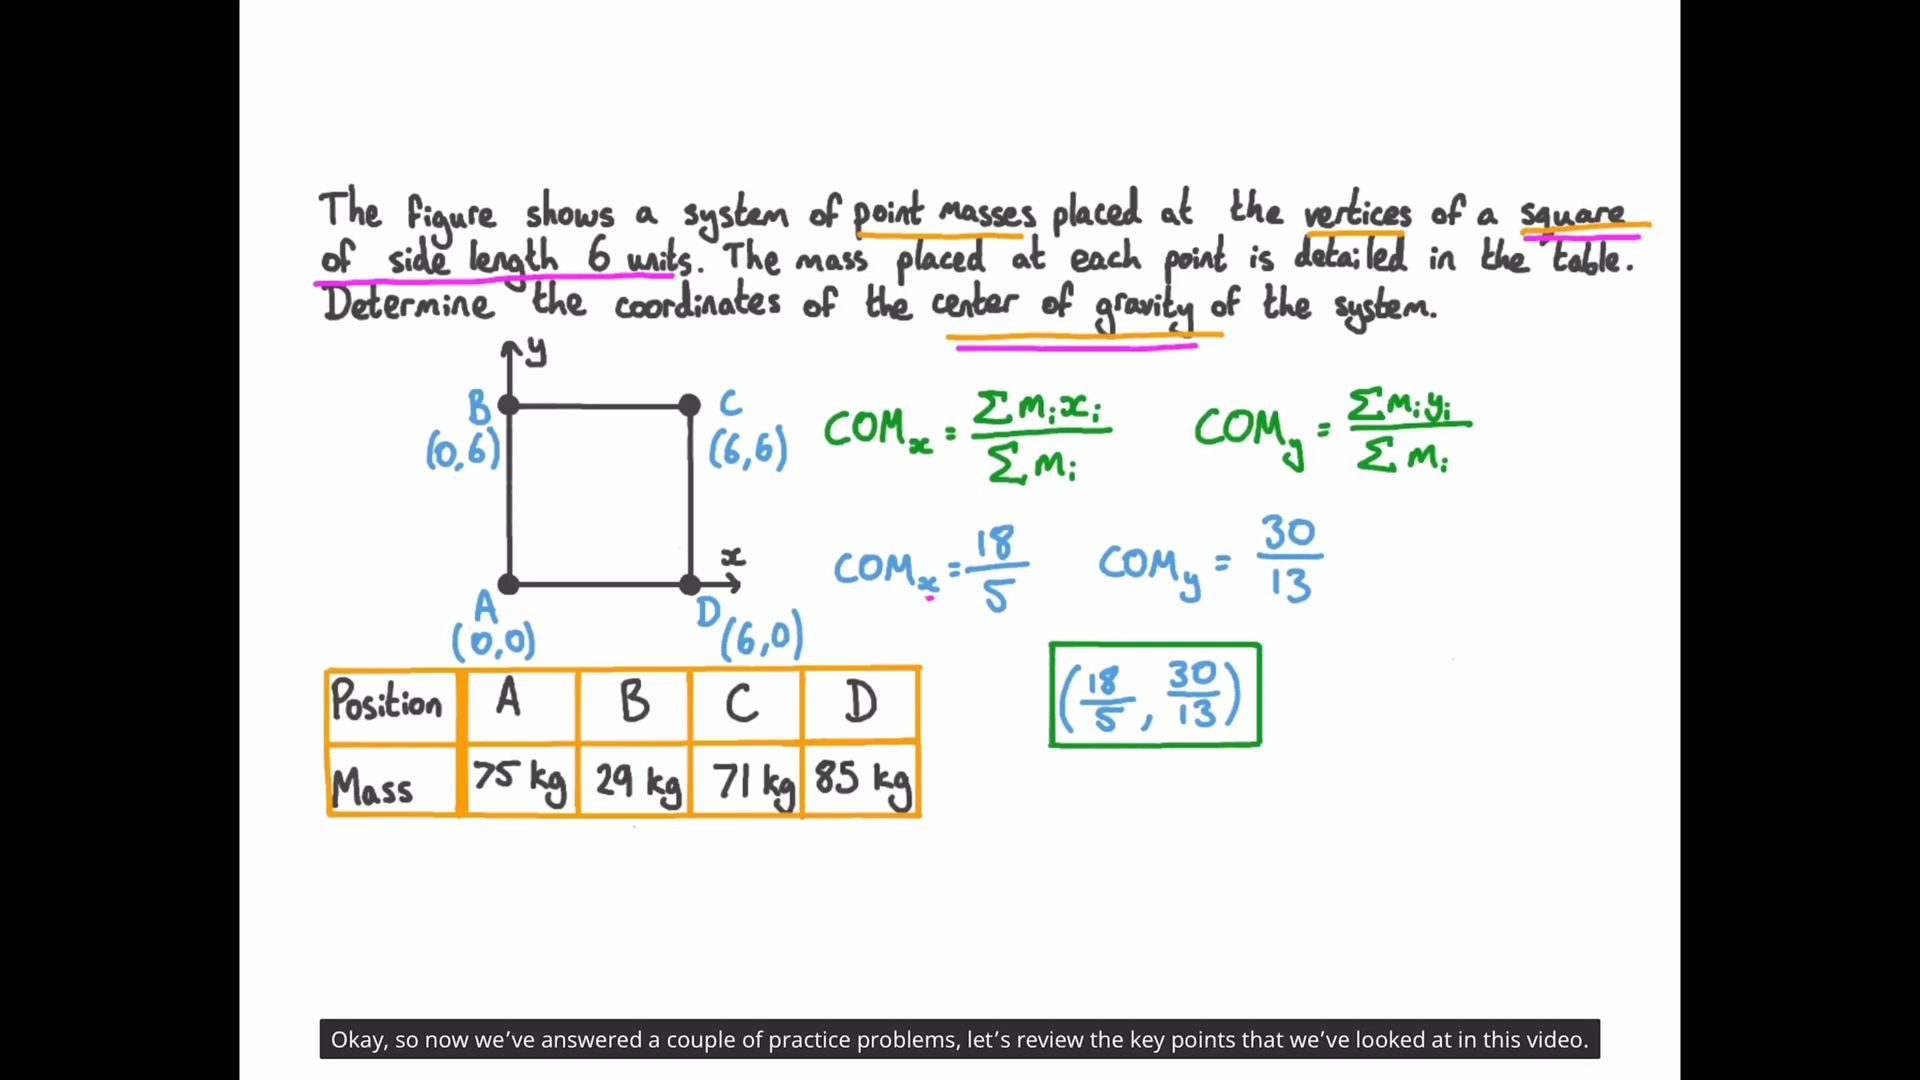 The figure shows a system of point masses placed at the vertices of a square
of side length 6 units. The mass placed at each point is detailed in the table.
Determine the coordinates of the center of gravity of the system.
y
B
C
(0,6)
(6,6)
COMx = Σmᵢxᵢ / Σmᵢ
COMy = Σmᵢyᵢ / Σmᵢ
x
COMx = 18/5
COMy = 30/13
A
D
(0,0)
(6,0)
(18/5, 30/13)
Position A B C D
Mass 75 kg 29 kg 71 kg 85 kg
Okay, so now we’ve answered a couple of practice problems, let’s review the key points that we’ve looked at in this video.